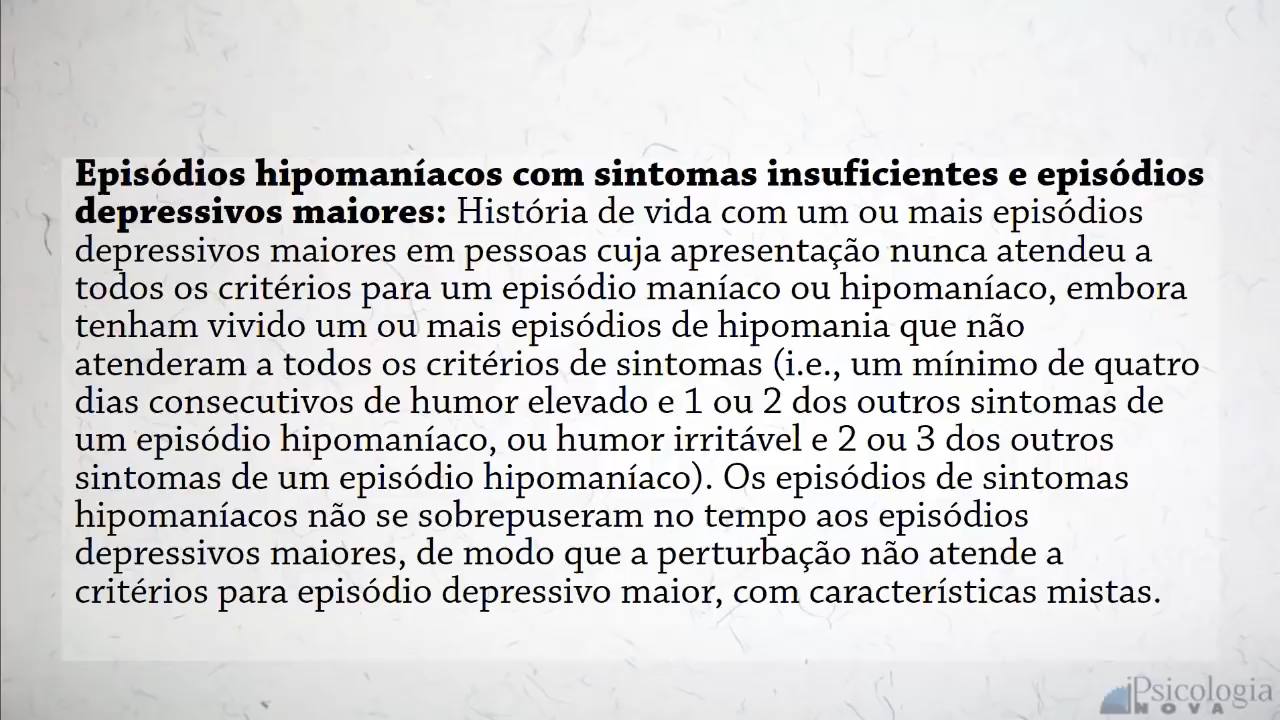 Episódios hipomaníacos com sintomas insuficientes e episódios
depressivos maiores: História de vida com um ou mais episódios
depressivos maiores em pessoas cuja apresentação nunca atendeu a
todos os critérios para um episódio maníaco ou hipomaníaco, embora
tenham vivido um ou mais episódios de hipomania que não
atenderam a todos os critérios de sintomas (i.e., um mínimo de quatro
dias consecutivos de humor elevado e 1 ou 2 dos outros sintomas de
um episódio hipomaníaco, ou humor irritável e 2 ou 3 dos outros
sintomas de um episódio hipomaníaco). Os episódios de sintomas
hipomaníacos não se sobrepuseram no tempo aos episódios
depressivos maiores, de modo que a perturbação não atende a
critérios para episódio depressivo maior, com características mistas.
Psicologia
NOVA